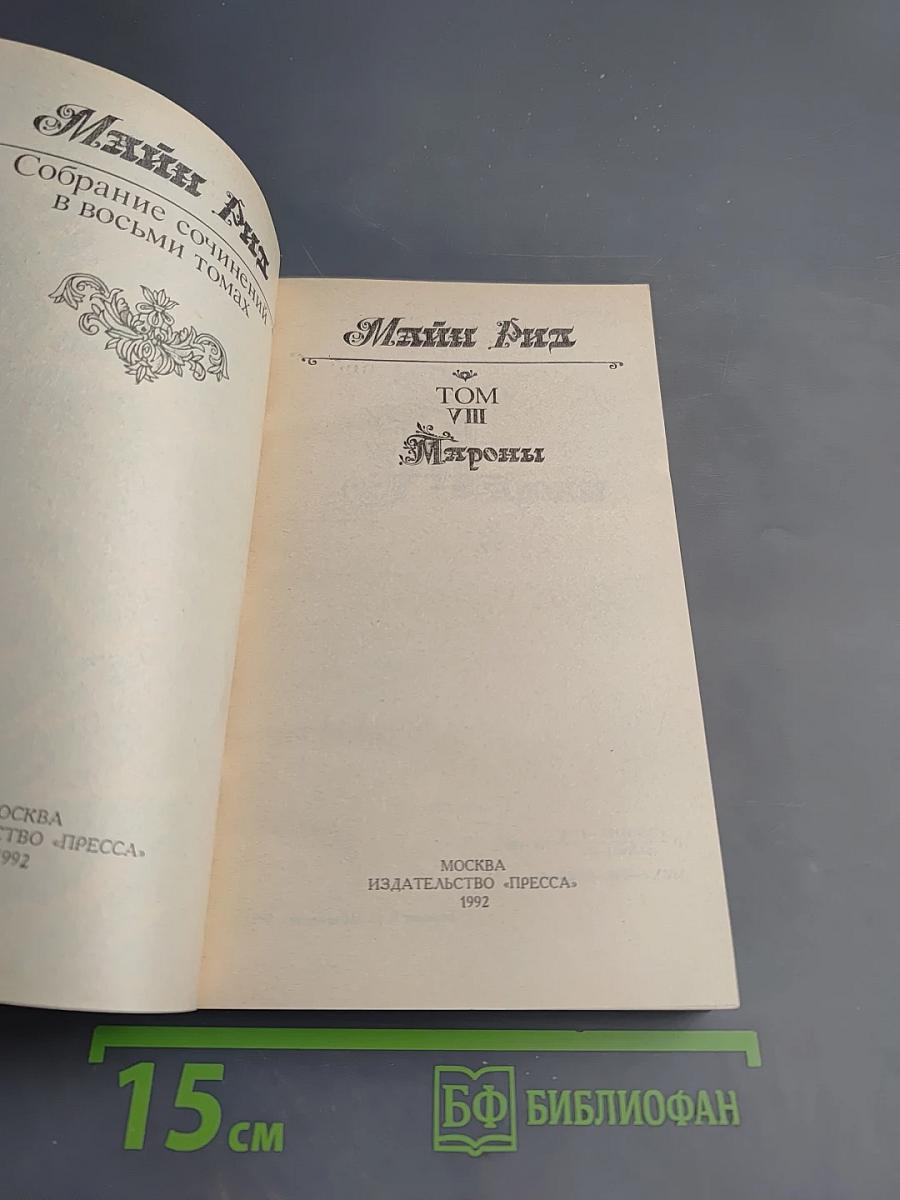 Майн Рид
Собрание сочинений
в восьми томах
ОСКВА
СТВО «ПРЕССА»
1992
Майн Рид
ТОМ
VIII
Мароны
МОСКВА
ИЗДАТЕЛЬСТВО «ПРЕССА»
1992
15 см
БФ БИБЛИОФАН